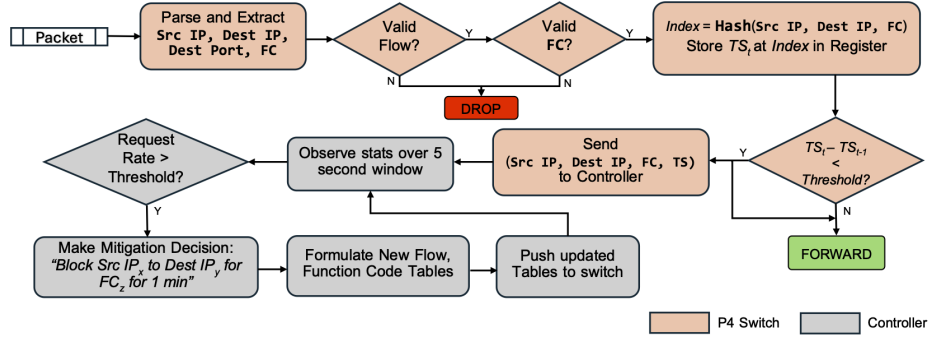 Packet
Parse and Extract
Src IP, Dest IP,
Dest Port, FC
Valid
Flow?
Y
N
Valid
FC?
Y
N
DROP
Index = Hash(Src IP, Dest IP, FC)
Store TSt at Index in Register
TSt – TSt-1
<
Threshold?
Y
N
FORWARD
Send
(Src IP, Dest IP, FC, TS)
to Controller
Observe stats over 5
second window
Request
Rate >
Threshold?
Y
Make Mitigation Decision:
“Block Src IPx to Dest IPy for
FCz for 1 min”
Formulate New Flow,
Function Code Tables
Push updated
Tables to switch
P4 Switch
Controller